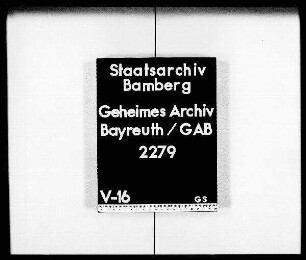 Staatsarchiv
Bamberg
Geheimes Archiv
Bayreuth / GAB
2279
V-16 GS